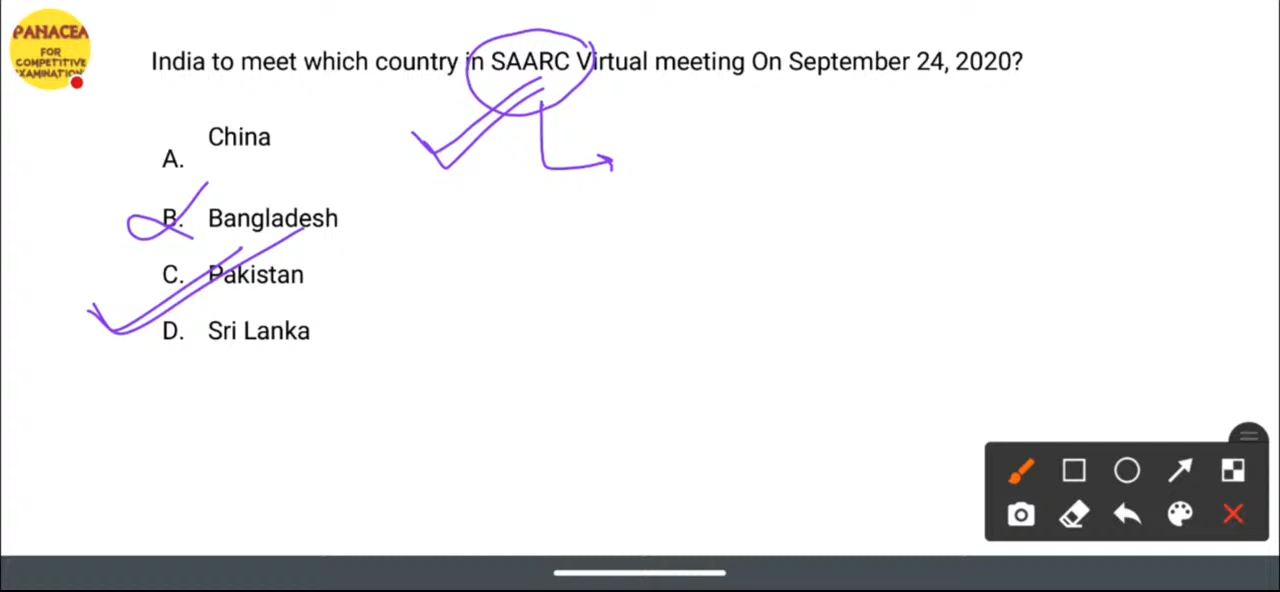 PANACEA
FOR
COMPETITIVE
EXAMINATION
India to meet which country in SAARC Virtual meeting On September 24, 2020?
A. China
B. Bangladesh
C. Pakistan
D. Sri Lanka